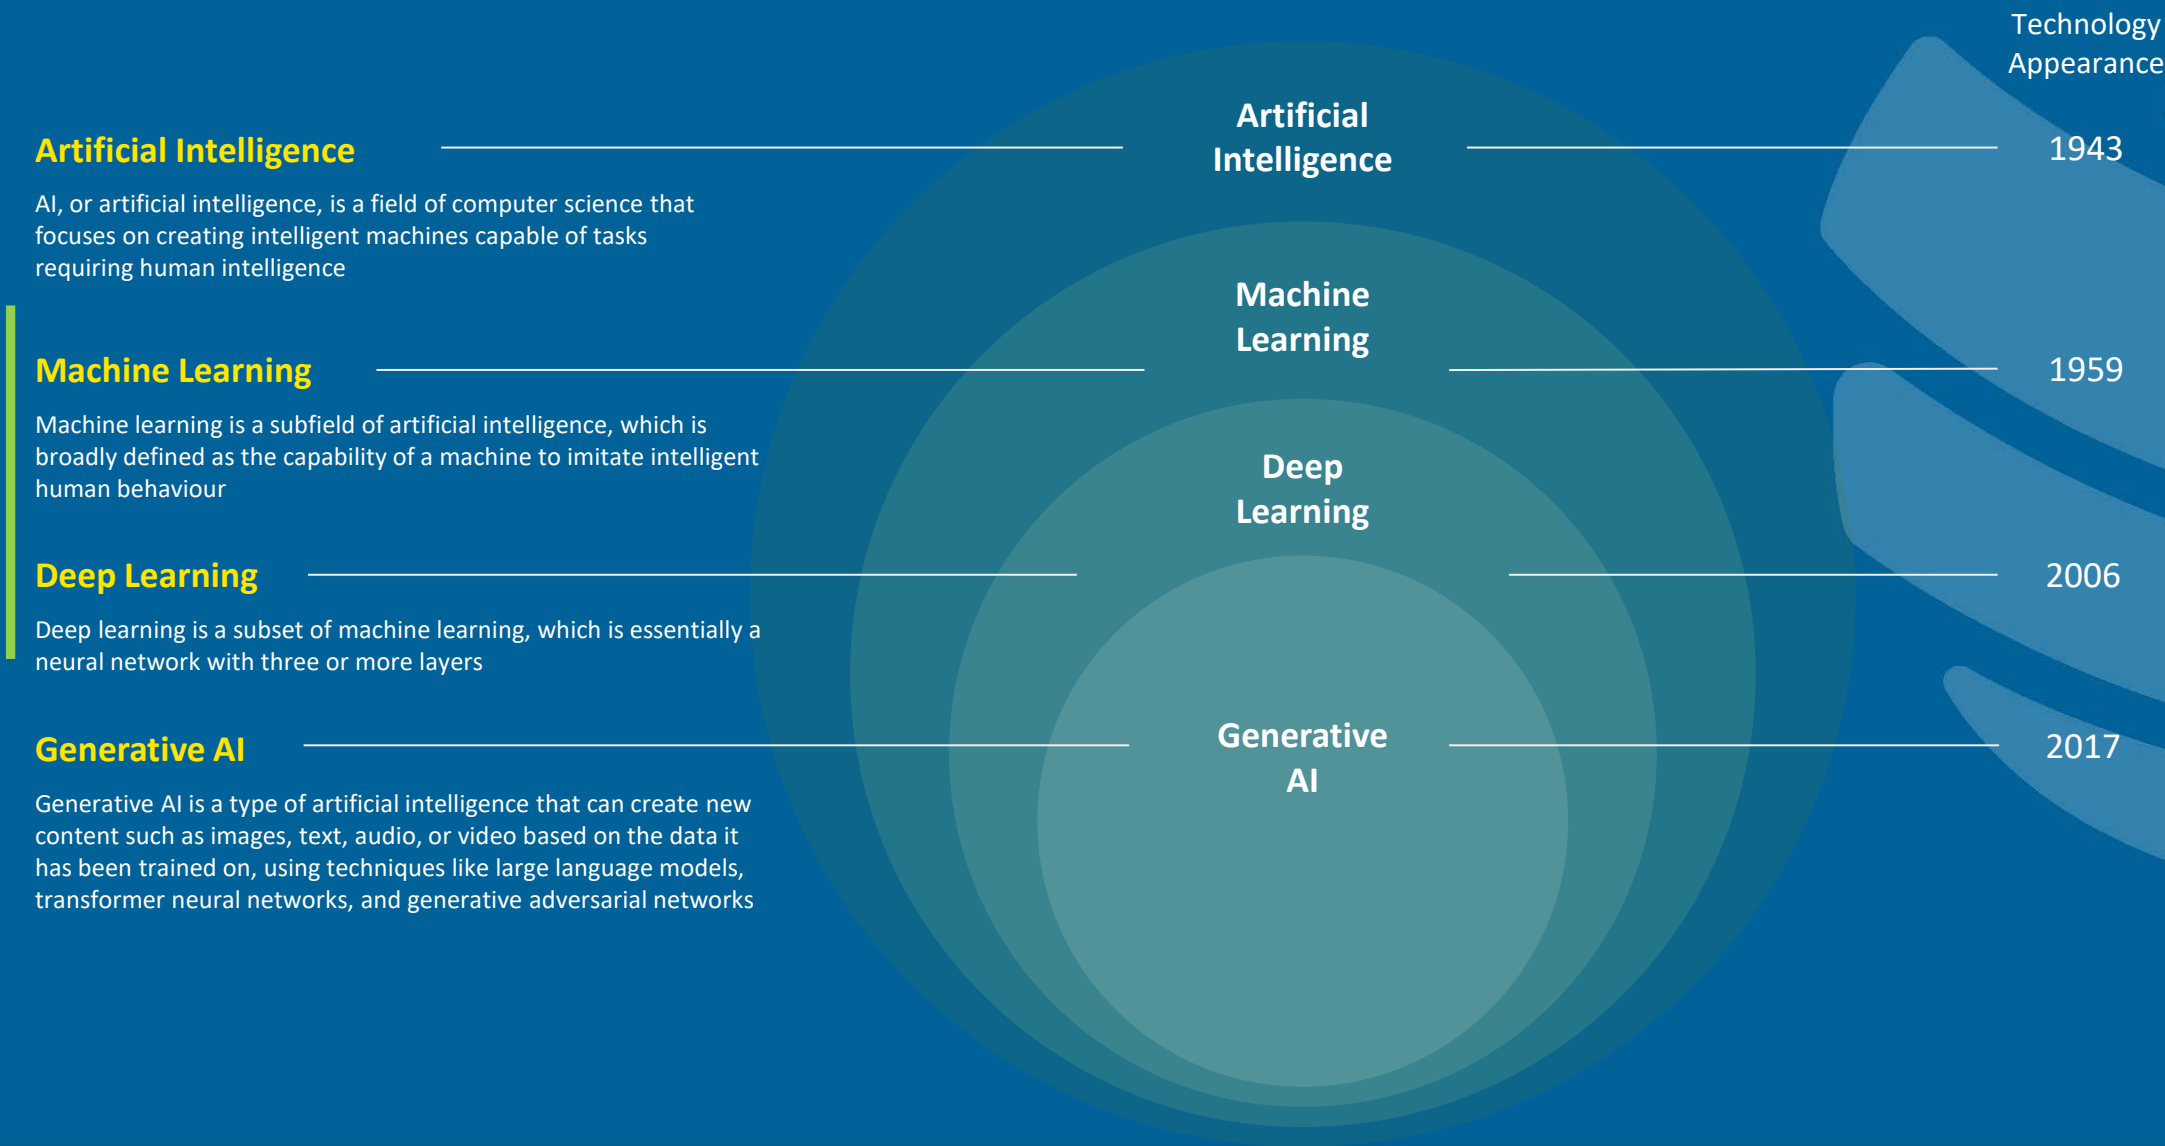 Technology
Appearance
Artificial Intelligence
AI, or artificial intelligence, is a field of computer science that
focuses on creating intelligent machines capable of tasks
requiring human intelligence
Artificial
Intelligence
1943
Machine Learning
Machine learning is a subfield of artificial intelligence, which is
broadly defined as the capability of a machine to imitate intelligent
human behaviour
Machine
Learning
1959
Deep Learning
Deep learning is a subset of machine learning, which is essentially a
neural network with three or more layers
Deep
Learning
2006
Generative AI
Generative AI is a type of artificial intelligence that can create new
content such as images, text, audio, or video based on the data it
has been trained on, using techniques like large language models,
transformer neural networks, and generative adversarial networks
Generative
AI
2017